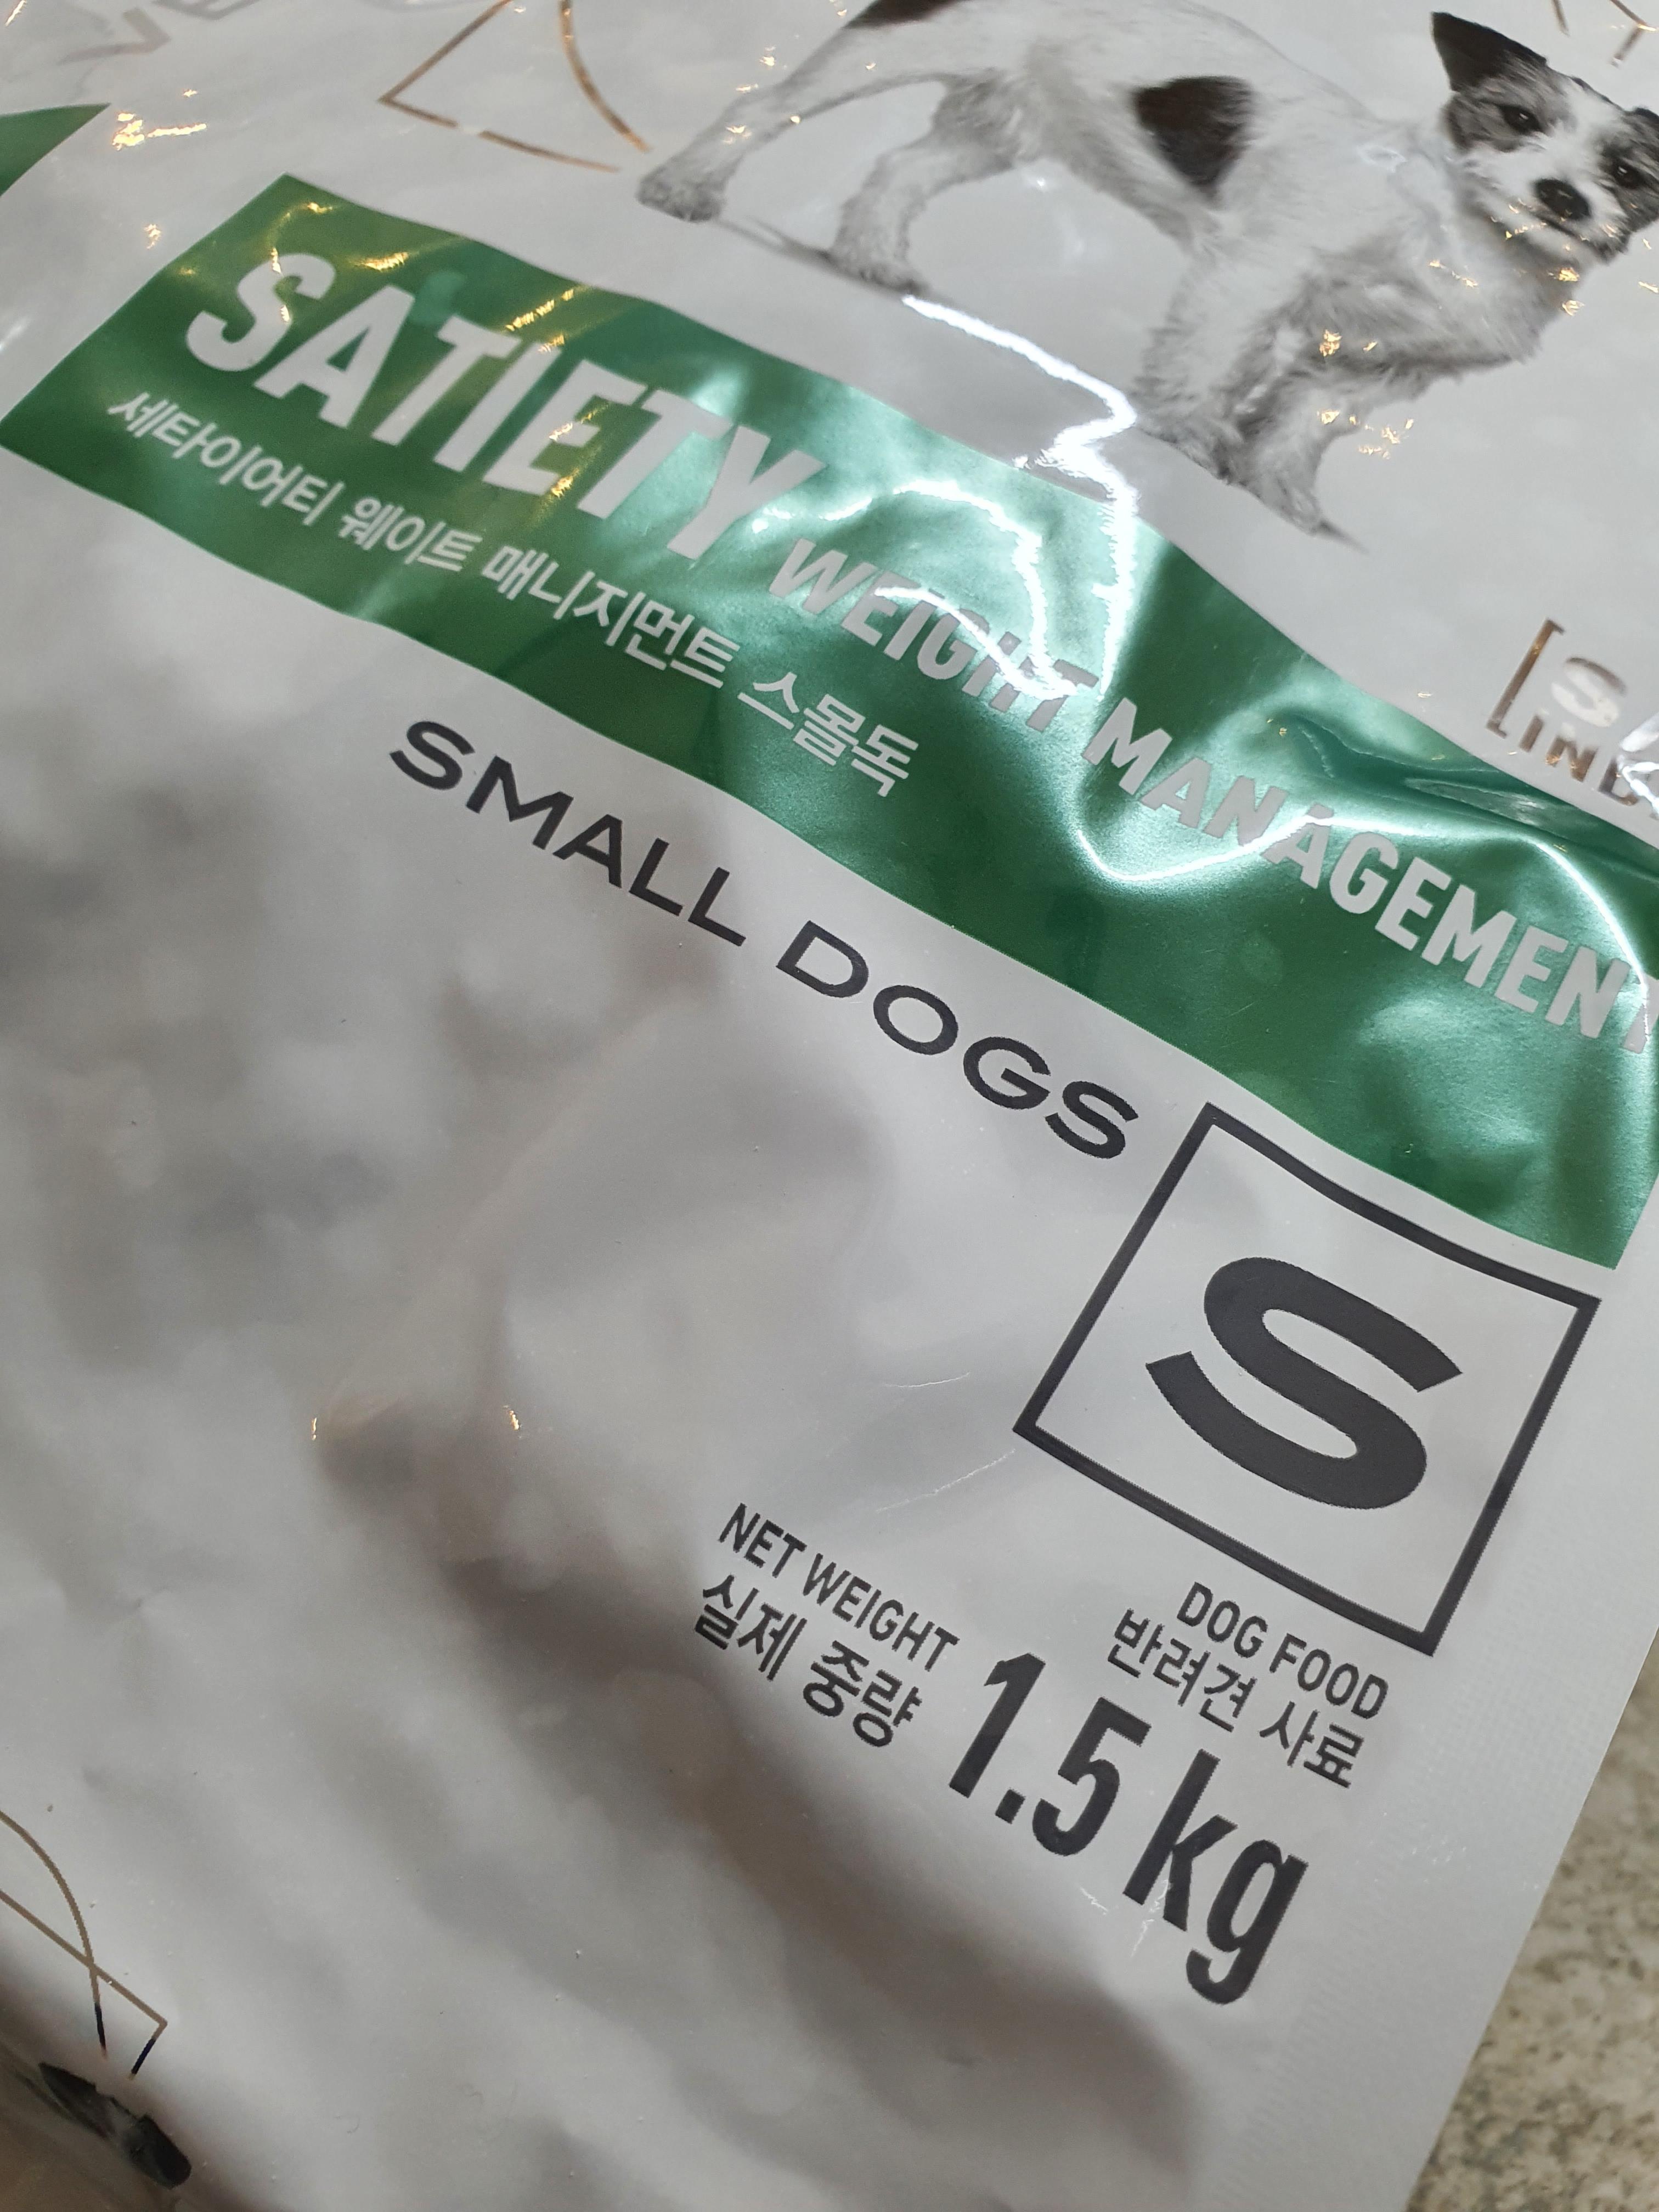 SATIETY WEIGHT MANAGEMENT
세타이어티 웨이트 매니지먼트 스몰독
SMALL DOGS
S
DOG FOOD
반려견 사료
NET WEIGHT
실제 중량
1.5 kg